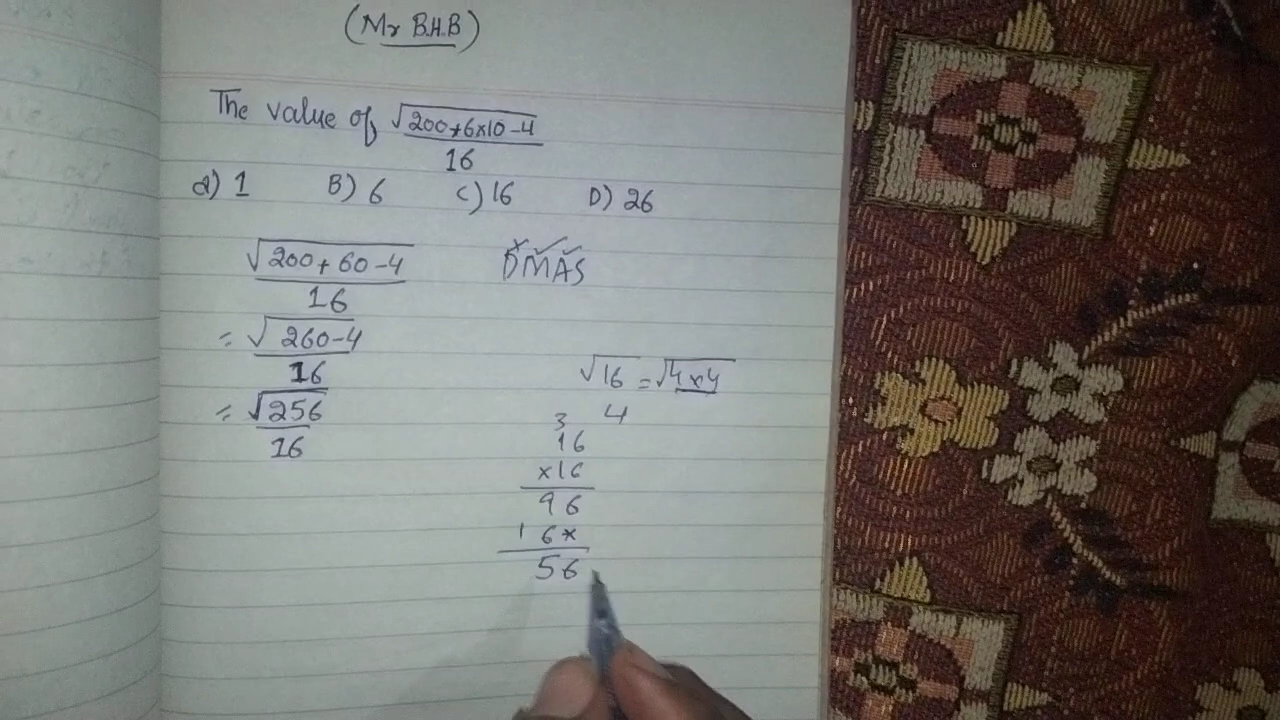 (Mr B.H.B)
The value of √200+6×10-4
16
a) 1 B) 6 C) 16 D) 26
√200+60-4
16
DMAS
= √260-4
16
= √256
16
√16 = √4×4
4
3
16
×16
96
16×
56